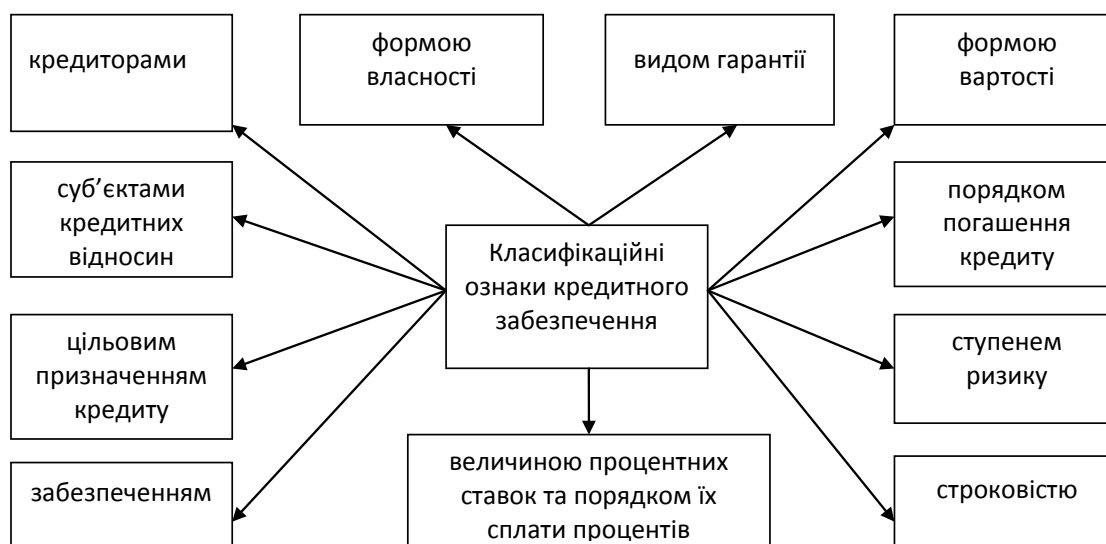 кредиторами
формою
власності
видом гарантії
формою
вартості
суб’єктами
кредитних
відносин
Класифікаційні
ознаки кредитного
забезпечення
порядком
погашення
кредиту
цільовим
призначенням
кредиту
ступенем
ризику
забезпеченням
величиною процентних
ставок та порядком їх
сплати процентів
строковістю